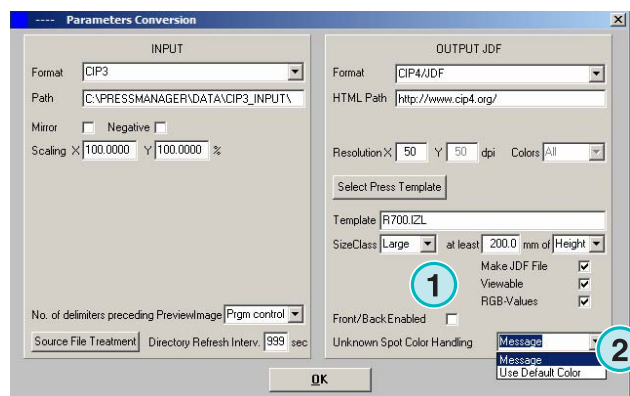 ---- Parameters Conversion
INPUT
Format CIP3
Path C:\PRESSMANAGER\DATA\CIP3_INPUT\
Mirror Negative
Scaling X 100.0000 Y 100.0000 %
No. of delimiters preceding PreviewImage Prgm control
Source File Treatment Directory Refresh Interv. 999 sec
OUTPUT JDF
Format CIP4/JDF
HTML Path http://www.cip4.org/
Resolution X 50 Y 50 dpi Colors All
Select Press Template
Template R700.IZL
SizeClass Large at least 200.0 mm of Height
1
Make JDF File
Viewable
RGB-Values
Front/Back Enabled
Unknown Spot Color Handling Message
2
Message
Use Default Color
OK